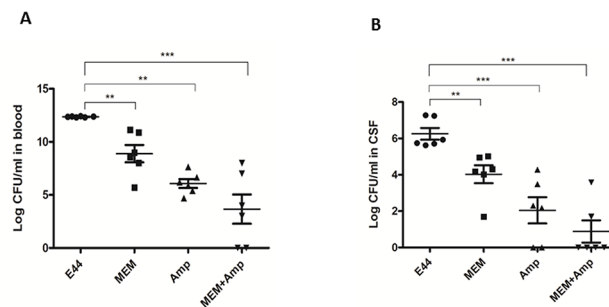 A
B
***
**
**
***
***
**
15
10
5
0
Log CFU/ml in blood
E44
MEM
Amp
MEM+Amp
8
6
4
2
0
Log CFU/ml in CSF
E44
MEM
Amp
MEM+Amp